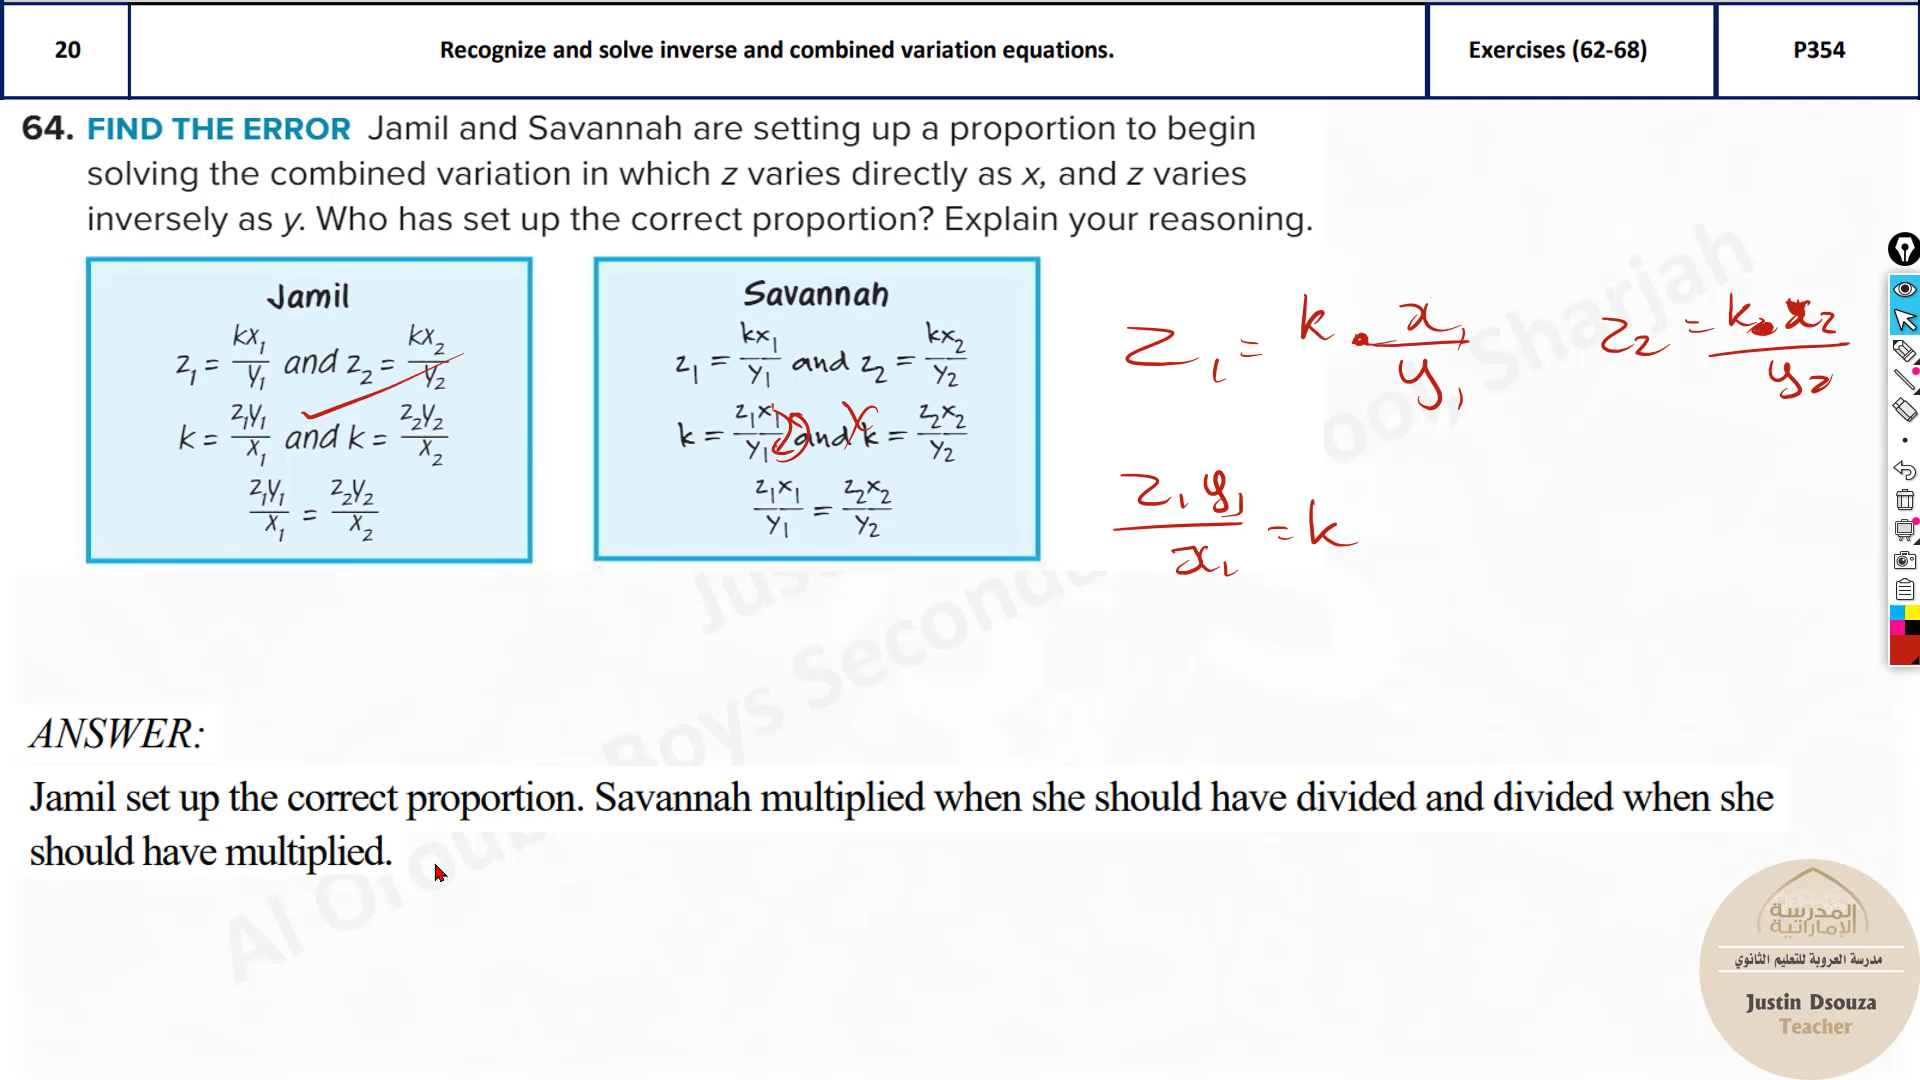 20
Recognize and solve inverse and combined variation equations.
Exercises (62-68)
P354
64. FIND THE ERROR Jamil and Savannah are setting up a proportion to begin
solving the combined variation in which z varies directly as x, and z varies
inversely as y. Who has set up the correct proportion? Explain your reasoning.
Jamil
z₁ = kx₁/y₁ and z₂ = kx₂/y₂
k = z₁y₁/x₁ and k = z₂y₂/x₂
z₁y₁/x₁ = z₂y₂/x₂
Savannah
z₁ = kx₁/y₁ and z₂ = kx₂/y₂
k = z₁x₁/y₁ and k = z₂x₂/y₂
z₁x₁/y₁ = z₂x₂/y₂
z₁ = k · x₁/y₁
z₂ = k · x₂/y₂
z₁y₁/x₁ = k
ANSWER:
Jamil set up the correct proportion. Savannah multiplied when she should have divided and divided when she
should have multiplied.
المدرسة
الإماراتية
مدرسة العروبة للتعليم الثانوي
Justin Dsouza
Teacher